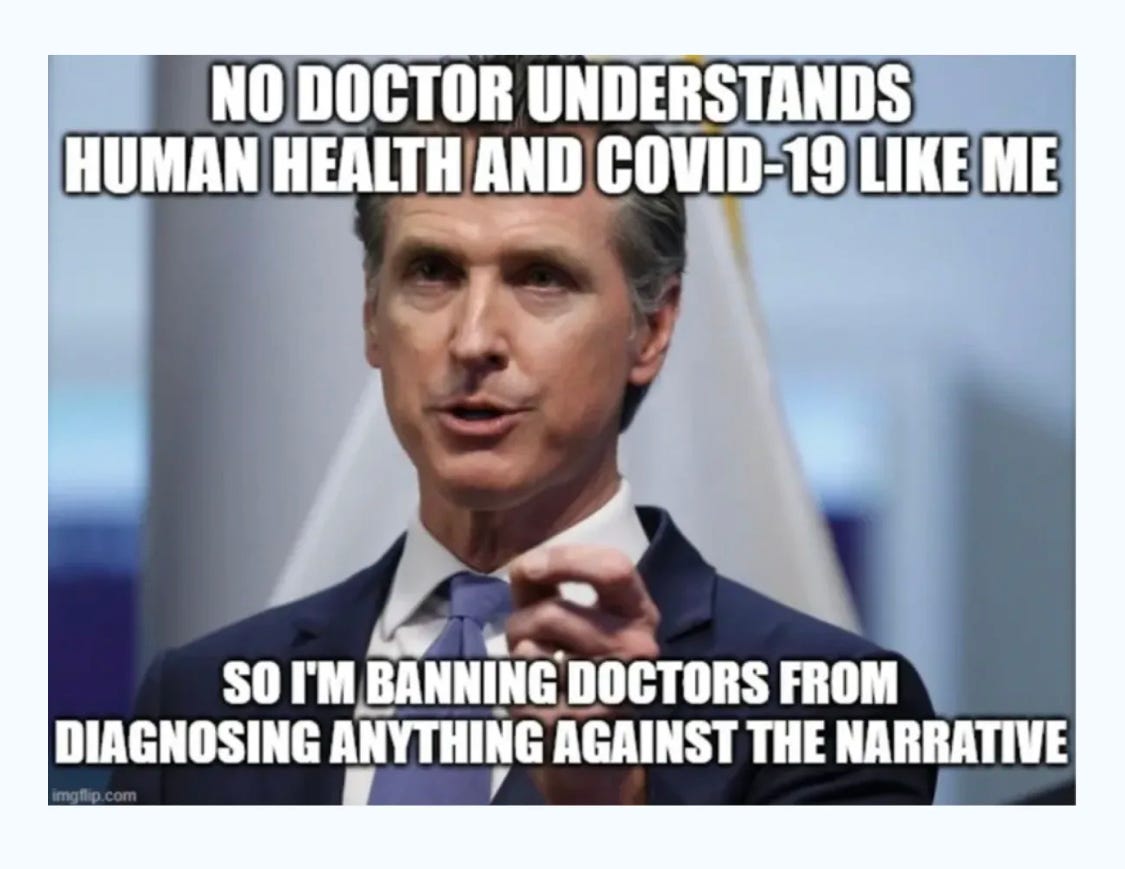 NO DOCTOR UNDERSTANDS
HUMAN HEALTH AND COVID-19 LIKE ME
SO I'M BANNING DOCTORS FROM
DIAGNOSING ANYTHING AGAINST THE NARRATIVE
imgflip.com